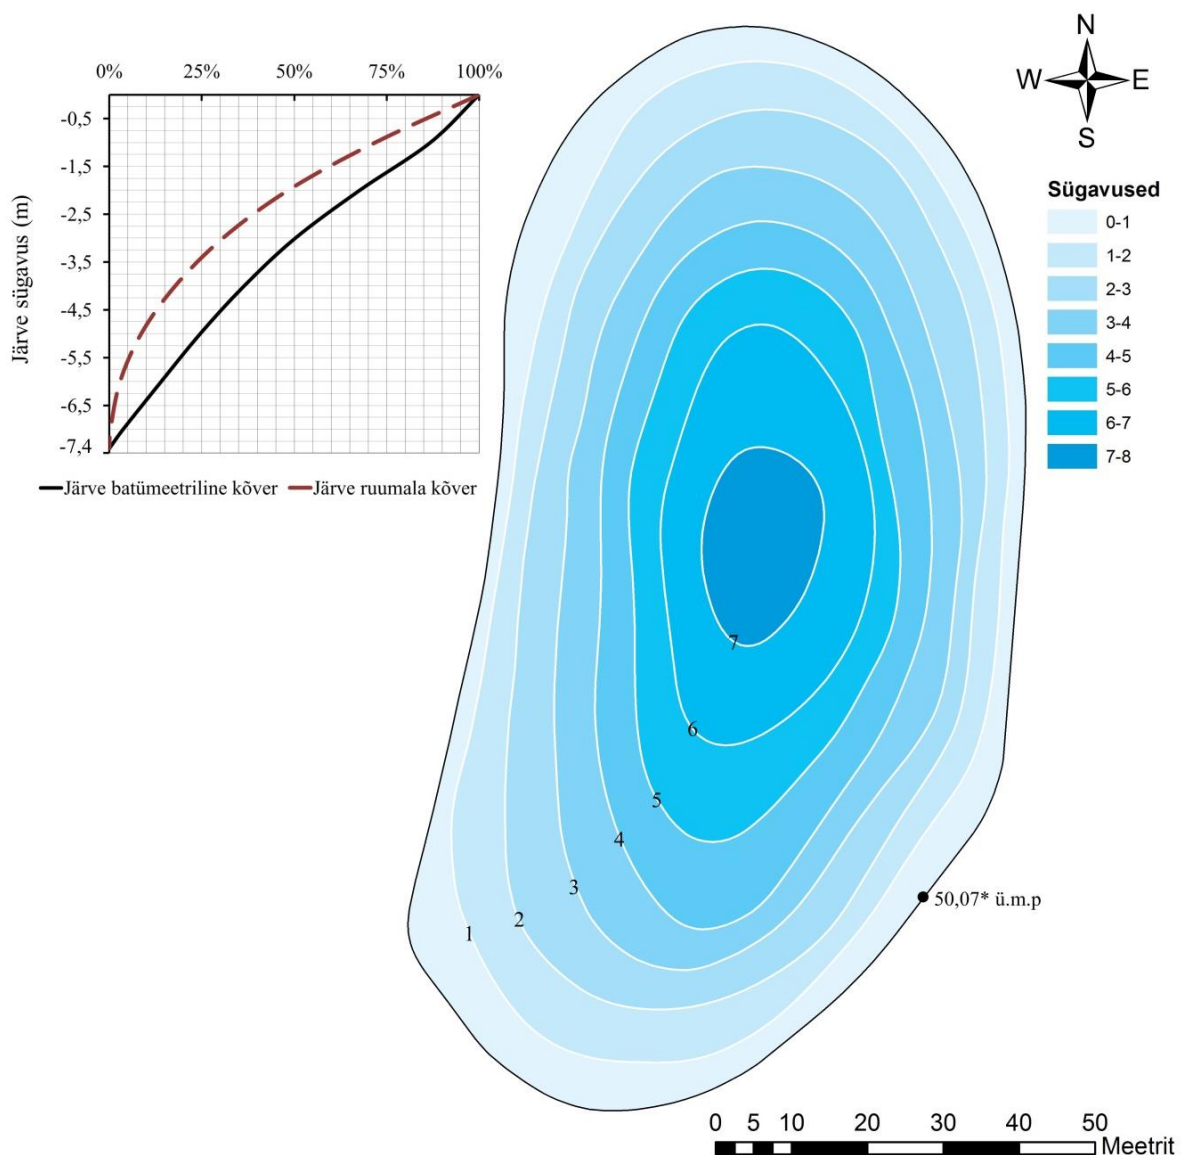 0% 25% 50% 75% 100%
-0,5
-1,5
-2,5
-3,5
-4,5
-5,5
-6,5
-7,4
Järve sügavus (m)
Järve batümeetriline kõver Järve ruumala kõver
N
W E
S
Sügavused
0-1
1-2
2-3
3-4
4-5
5-6
6-7
7-8
7
6
5
4
3
2
1
50,07* ü.m.p
0 5 10 20 30 40 50
Meetrit